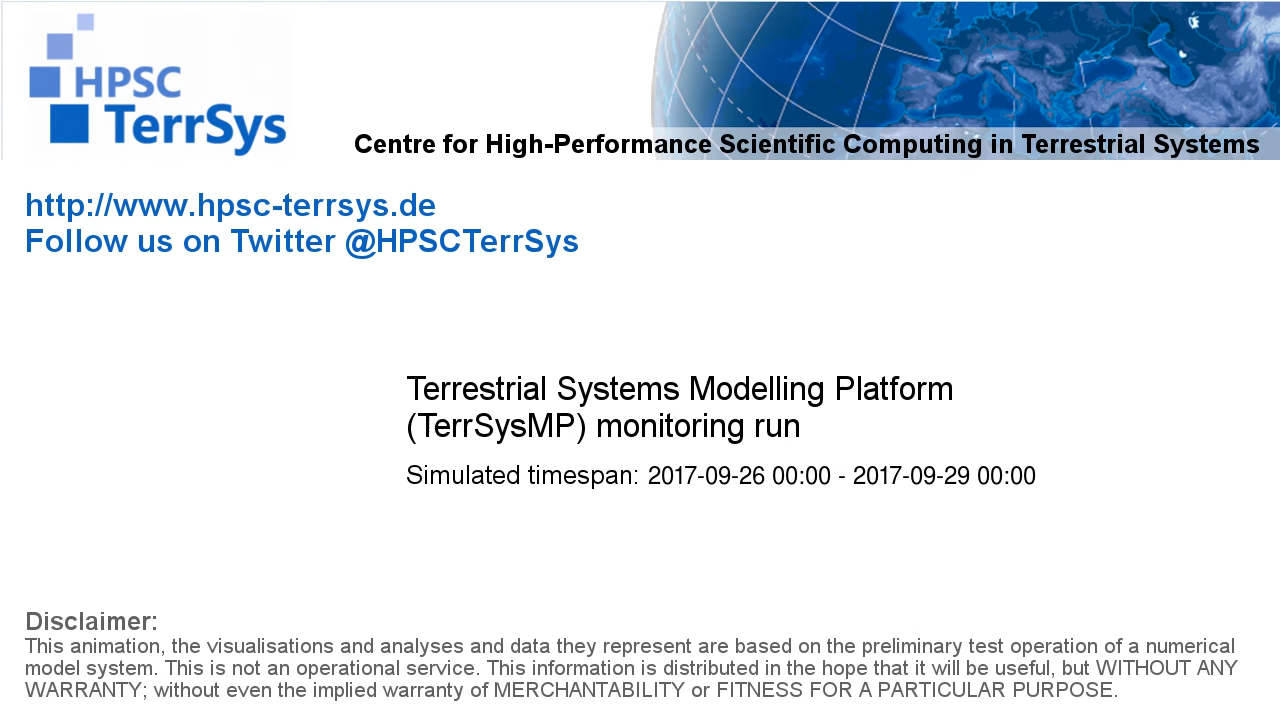 HPSC
TerrSys
Centre for High-Performance Scientific Computing in Terrestrial Systems
http://www.hpsc-terrsys.de
Follow us on Twitter @HPSCTerrSys
Terrestrial Systems Modelling Platform
(TerrSysMP) monitoring run
Simulated timespan: 2017-09-26 00:00 - 2017-09-29 00:00
Disclaimer:
This animation, the visualisations and analyses and data they represent are based on the preliminary test operation of a numerical
model system. This is not an operational service. This information is distributed in the hope that it will be useful, but WITHOUT ANY
WARRANTY; without even the implied warranty of MERCHANTABILITY or FITNESS FOR A PARTICULAR PURPOSE.